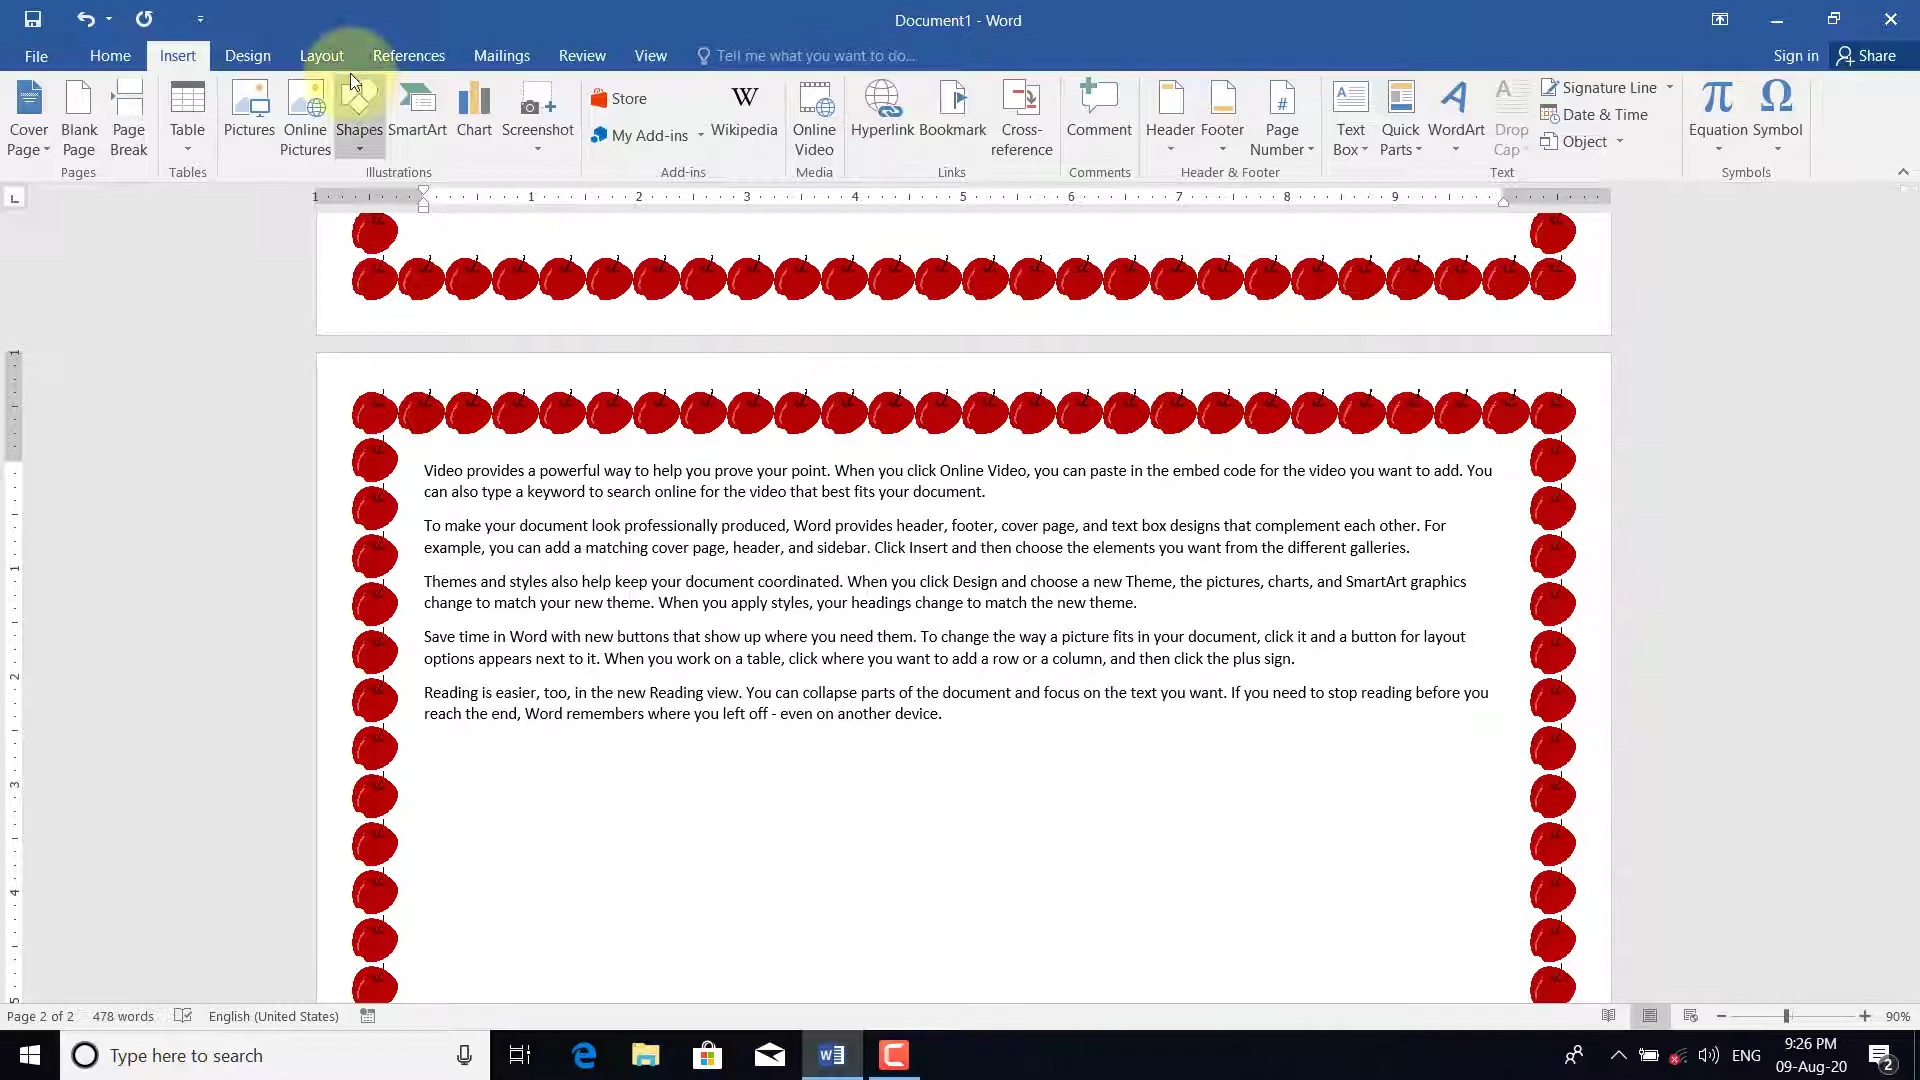 Document1 - Word
File Home Insert Design Layout References Mailings Review View Tell me what you want to do... Sign in Share
Cover Page Blank Page Page Break Table Pictures Online Pictures Shapes SmartArt Chart Screenshot Store My Add-ins Wikipedia Online Video Hyperlink Bookmark Cross-reference Comment Header Footer Page Number Text Box Quick Parts WordArt Drop Cap Signature Line Date & Time Object Equation Symbol
Pages Tables Illustrations Add-ins Media Links Comments Header & Footer Text Symbols
1 1 2 3 4 5 6 7 8 9
Video provides a powerful way to help you prove your point. When you click Online Video, you can paste in the embed code for the video you want to add. You
can also type a keyword to search online for the video that best fits your document.
To make your document look professionally produced, Word provides header, footer, cover page, and text box designs that complement each other. For
example, you can add a matching cover page, header, and sidebar. Click Insert and then choose the elements you want from the different galleries.
Themes and styles also help keep your document coordinated. When you click Design and choose a new Theme, the pictures, charts, and SmartArt graphics
change to match your new theme. When you apply styles, your headings change to match the new theme.
Save time in Word with new buttons that show up where you need them. To change the way a picture fits in your document, click it and a button for layout
options appears next to it. When you work on a table, click where you want to add a row or a column, and then click the plus sign.
Reading is easier, too, in the new Reading view. You can collapse parts of the document and focus on the text you want. If you need to stop reading before you
reach the end, Word remembers where you left off - even on another device.
1
1
2
3
4
5
Page 2 of 2 478 words English (United States) 90%
Type here to search ENG 9:26 PM
09-Aug-20 2